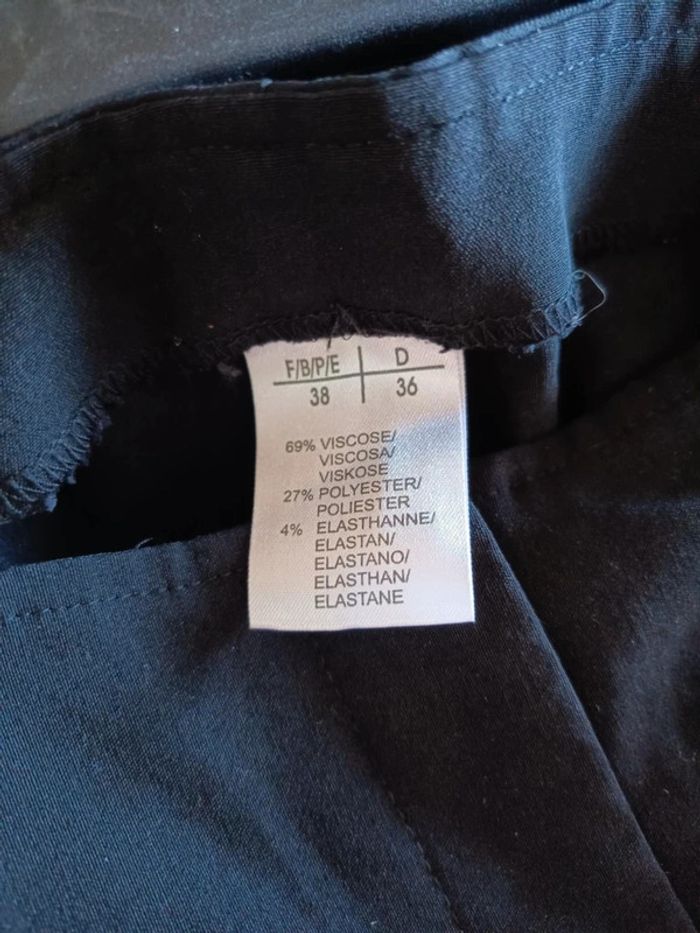 F/B/P/E D
38 36
69% VISCOSE/
VISCOSA/
VISKOSE
27% POLYESTER/
POLIESTER
4% ELASTHANNE/
ELASTAN/
ELASTANO/
ELASTHAN/
ELASTANE